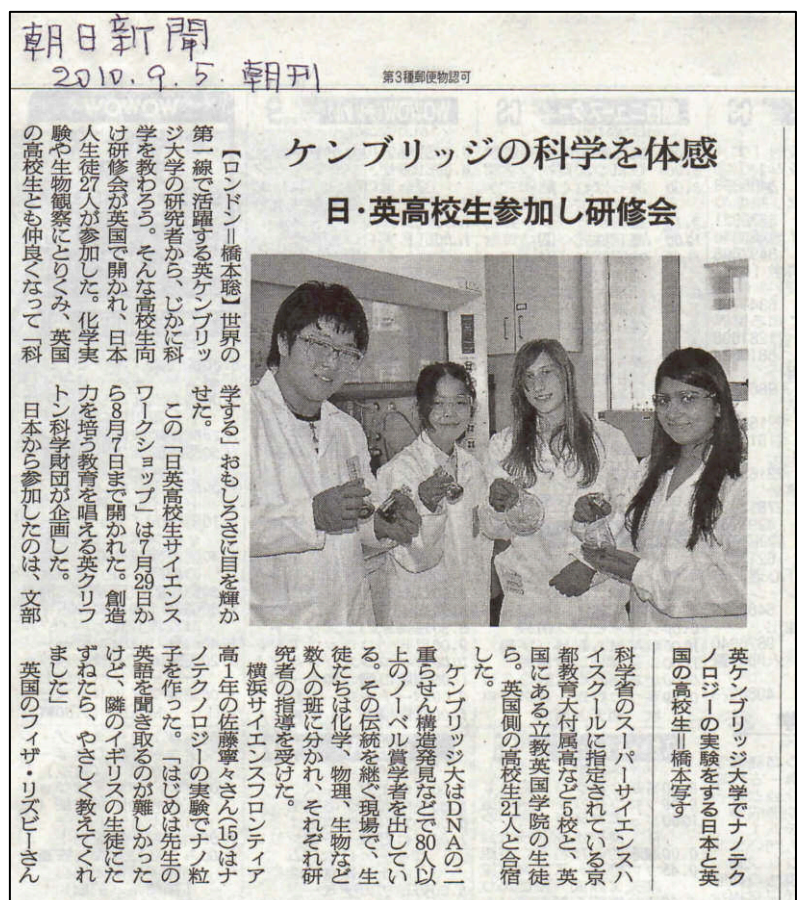 朝日新聞
2010.9.5. 朝刊
第3種郵便物認可
ケンブリッジの科学を体感
日・英高校生参加し研修会
【ロンドン＝橋本聡】世界の
第一線で活躍する英ケンブリッ
ジ大学の研究者から、じかに科
学を教わろう。そんな高校生向
け研修会が英国で開かれ、日本
人生徒27人が参加した。化学実
験や生物観察にとりくみ、英国
の高校生とも仲良くなって「科
学する」おもしろさに目を輝か
せた。
この「日英高校生サイエンス
ワークショップ」は7月29日か
ら8月7日まで開かれた。創造
力を培う教育を唱える英クリフ
トン科学財団が企画した。
日本から参加したのは、文部
英ケンブリッジ大学でナノテク
ノロジーの実験をする日本と英
国の高校生＝橋本写す
科学省のスーパーサイエンスハ
イスクールに指定されている京
都教育大付属高など5校と、英
国にある立教英国学院の生徒
ら。英国側の高校生21人と合宿
した。
ケンブリッジ大はDNAの二
重らせん構造発見などで80人以
上のノーベル賞学者を出してい
る。その伝統を継ぐ現場で、生
徒たちは化学、物理、生物など
数人の班に分かれ、それぞれ研
究者の指導を受けた。
横浜サイエンスフロンティア
高1年の佐藤寧々さん(15)はナ
ノテクノロジーの実験でナノ粒
子を作った。「はじめは先生の
英語を聞き取るのが難しかった
けど、隣のイギリスの生徒にた
ずねたら、やさしく教えてくれ
ました」
英国のフィザ・リズビーさん